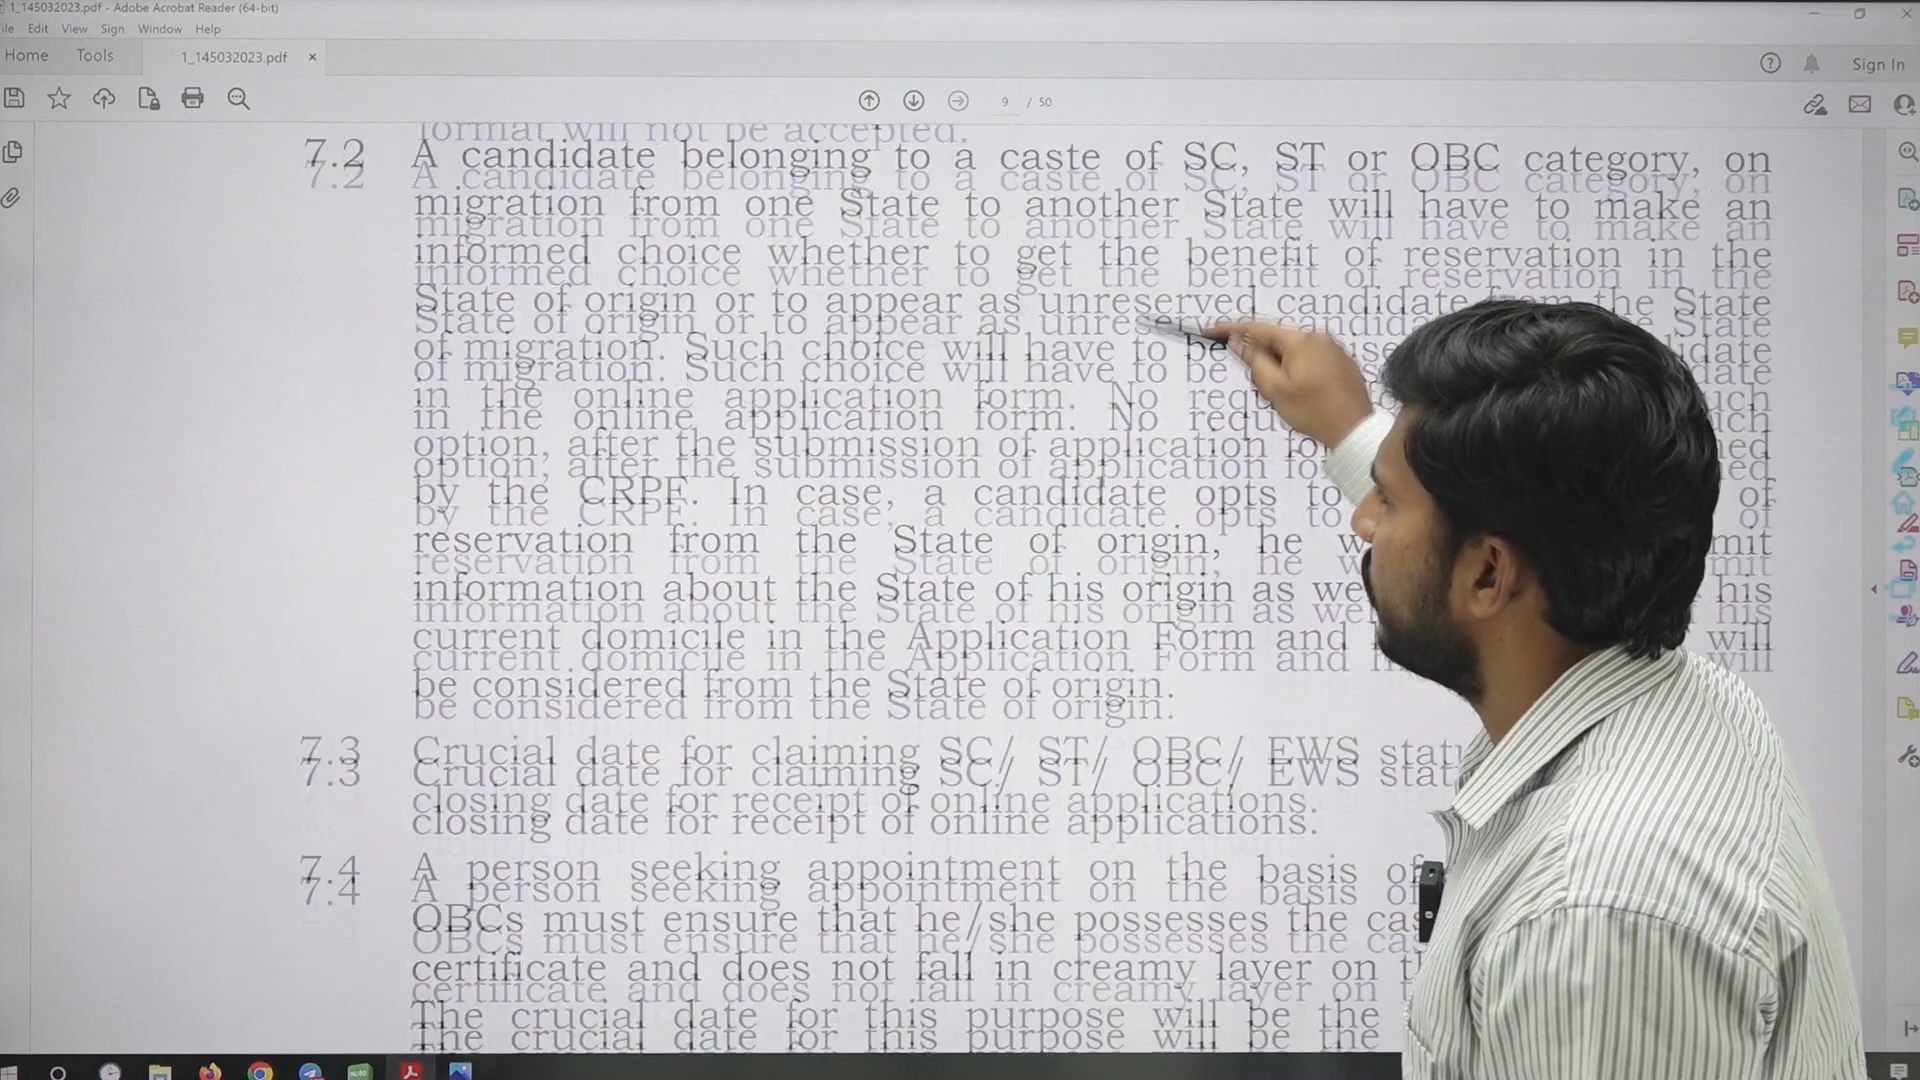 1_145032023.pdf - Adobe Acrobat Reader (64-bit)
Edit View Sign Window Help
Home Tools 1_145032023.pdf ×
Sign In
9 / 50
format will not be accepted.
7.2 A candidate belonging to a caste of SC, ST or OBC category, on
migration from one State to another State will have to make an
informed choice whether to get the benefit of reservation in the
State of origin or to appear as unreserved candidate from the State
of migration. Such choice will have to be
in the online application form. No
option, after the submission of application
by the CRPF. In case, a candidate opts to of
reservation from the State of origin, he
information about the State of his origin as his
current domicile in the Application Form and will
be considered from the State of origin.
7.3 Crucial date for claiming SC/ ST/ OBC/ EWS
closing date for receipt of online applications.
7.4 A person seeking appointment on the basis of
OBCs must ensure that he/she possesses the
certificate and does not fall in creamy layer on
The crucial date for this purpose will be the